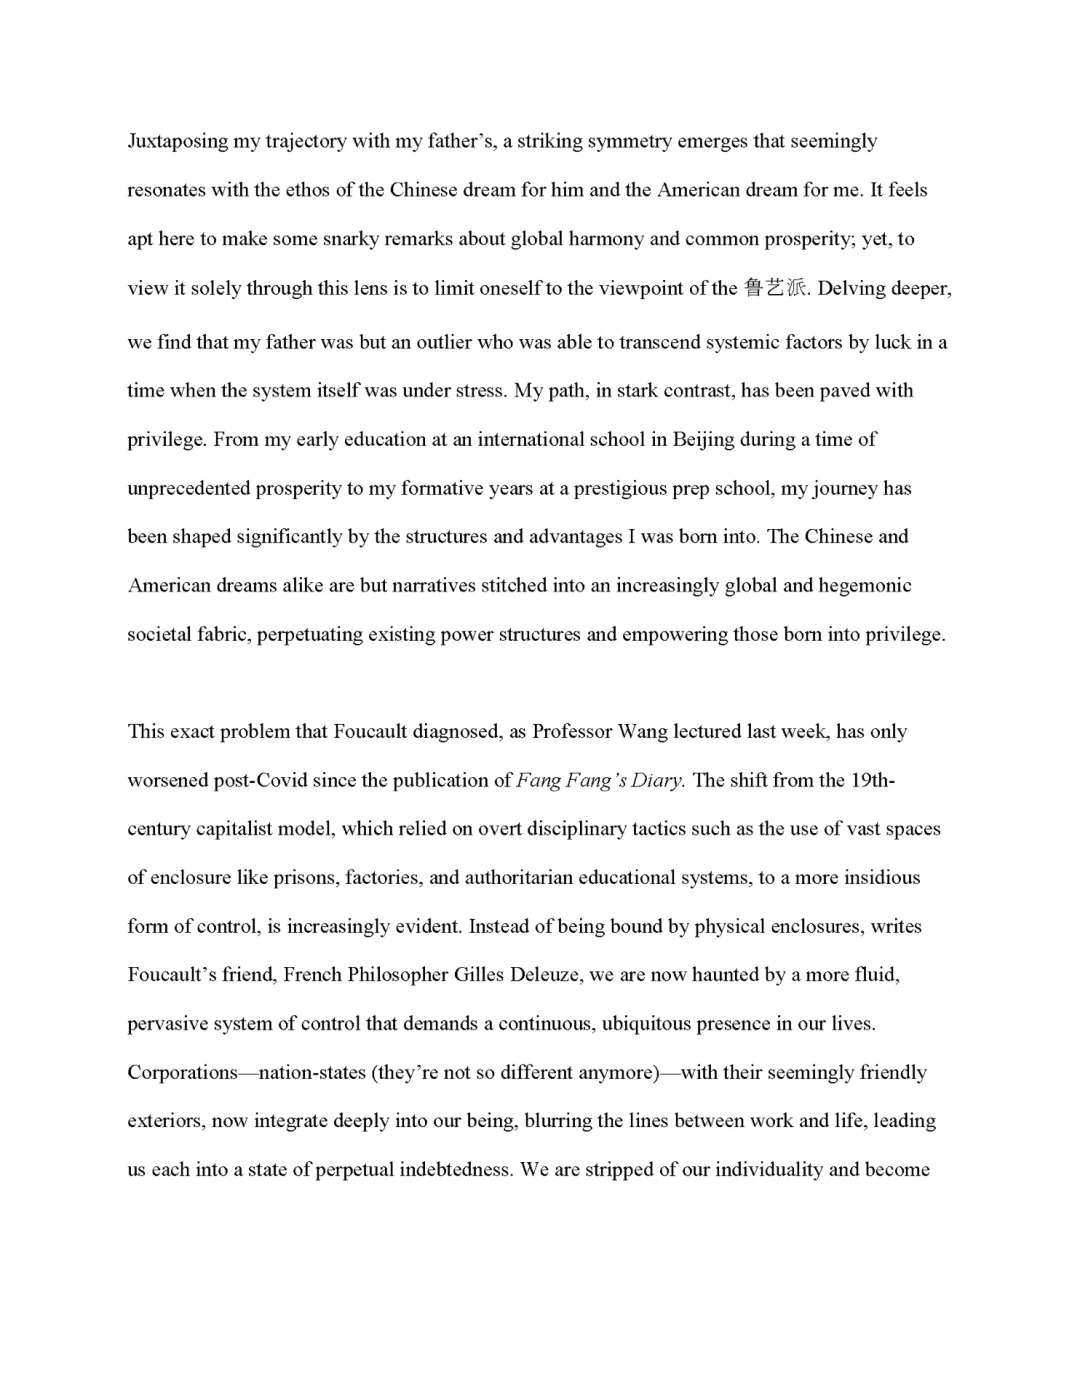 Juxtaposing my trajectory with my father’s, a striking symmetry emerges that seemingly
resonates with the ethos of the Chinese dream for him and the American dream for me. It feels
apt here to make some snarky remarks about global harmony and common prosperity; yet, to
view it solely through this lens is to limit oneself to the viewpoint of the 鲁艺派. Delving deeper,
we find that my father was but an outlier who was able to transcend systemic factors by luck in a
time when the system itself was under stress. My path, in stark contrast, has been paved with
privilege. From my early education at an international school in Beijing during a time of
unprecedented prosperity to my formative years at a prestigious prep school, my journey has
been shaped significantly by the structures and advantages I was born into. The Chinese and
American dreams alike are but narratives stitched into an increasingly global and hegemonic
societal fabric, perpetuating existing power structures and empowering those born into privilege.
This exact problem that Foucault diagnosed, as Professor Wang lectured last week, has only
worsened post-Covid since the publication of Fang Fang’s Diary. The shift from the 19th-
century capitalist model, which relied on overt disciplinary tactics such as the use of vast spaces
of enclosure like prisons, factories, and authoritarian educational systems, to a more insidious
form of control, is increasingly evident. Instead of being bound by physical enclosures, writes
Foucault’s friend, French Philosopher Gilles Deleuze, we are now haunted by a more fluid,
pervasive system of control that demands a continuous, ubiquitous presence in our lives.
Corporations—nation-states (they’re not so different anymore)—with their seemingly friendly
exteriors, now integrate deeply into our being, blurring the lines between work and life, leading
us each into a state of perpetual indebtedness. We are stripped of our individuality and become